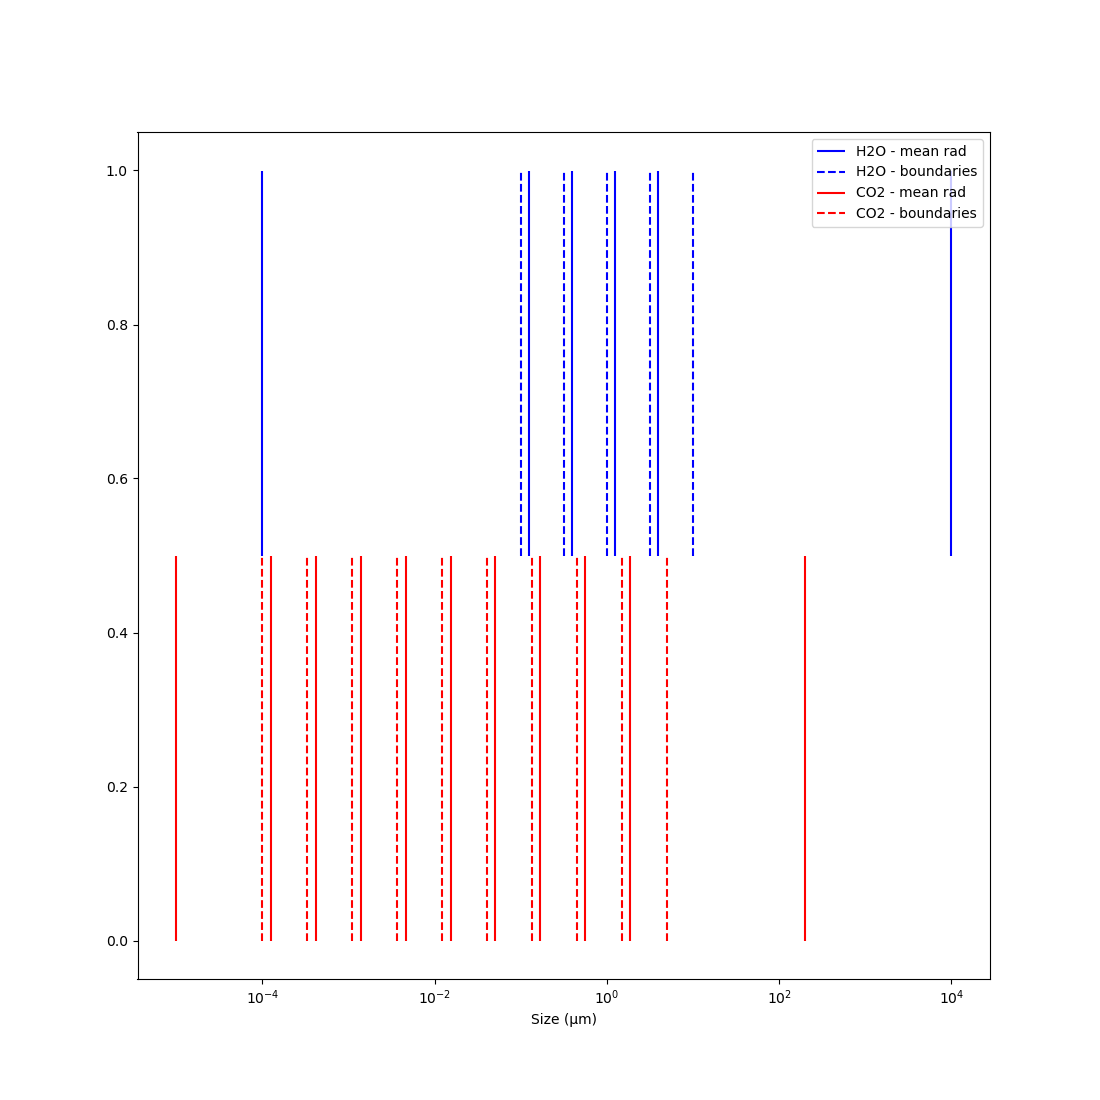 H2O - mean rad
H2O - boundaries
CO2 - mean rad
CO2 - boundaries
1.0
0.8
0.6
0.4
0.2
0.0
10⁻⁴ 10⁻² 10⁰ 10² 10⁴
Size (μm)